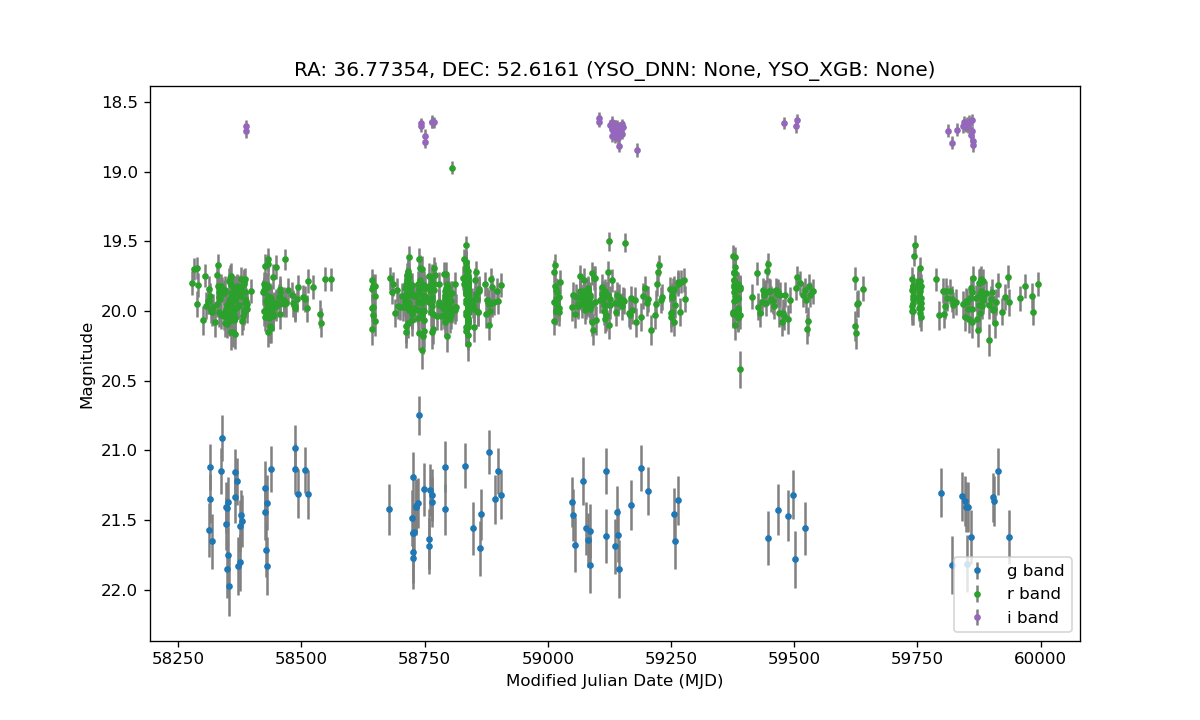 RA: 36.77354, DEC: 52.6161 (YSO_DNN: None, YSO_XGB: None)
18.5
19.0
19.5
20.0
20.5
21.0
21.5
22.0
Magnitude
g band
r band
i band
58250
58500
58750
59000
59250
59500
59750
60000
Modified Julian Date (MJD)